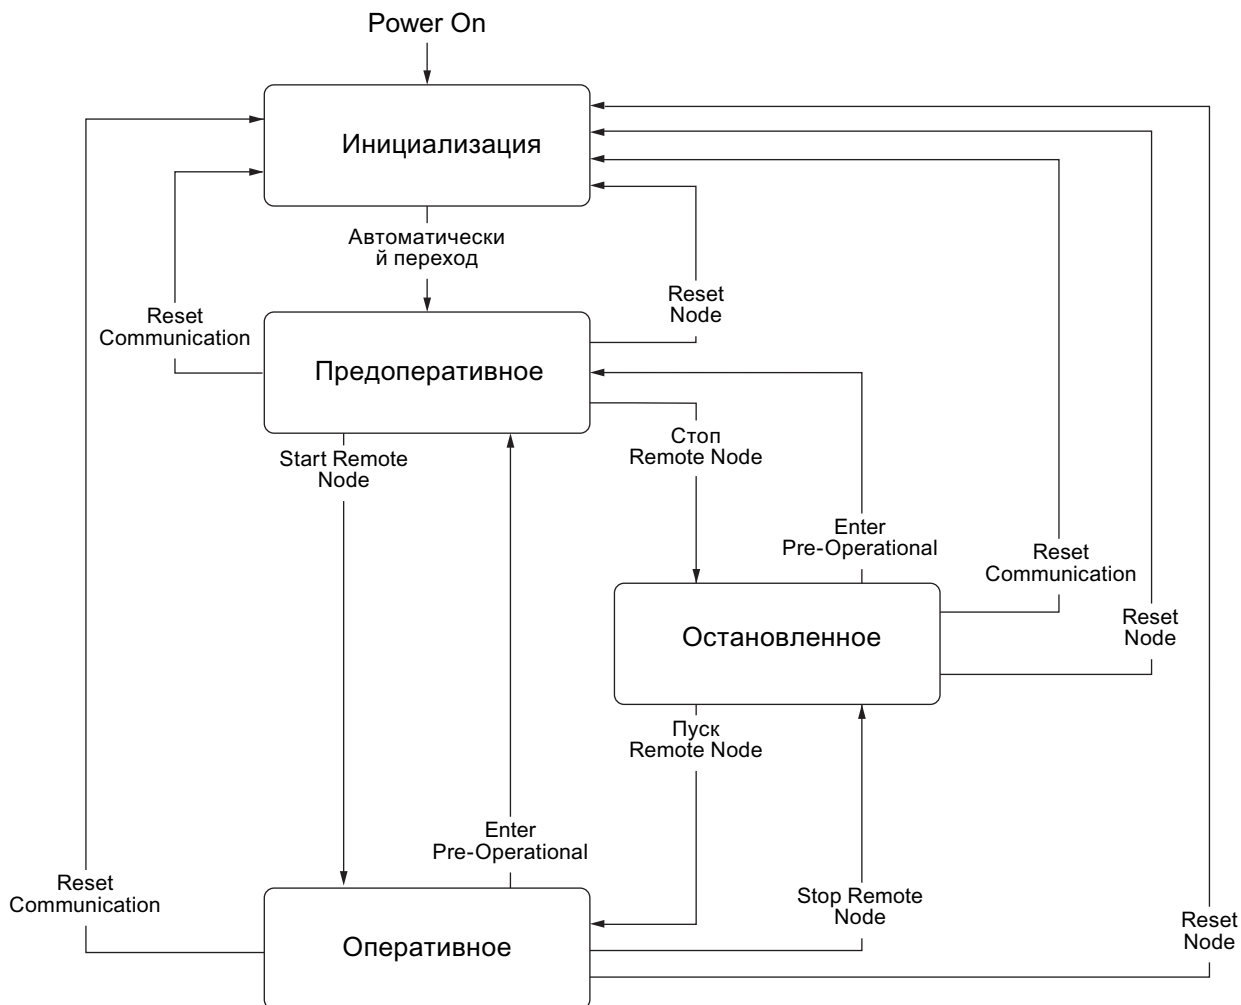 Power On
Инициализация
Автоматически
й переход
Reset
Communication
Reset
Node
Предоперативное
Start Remote
Node
Стоп
Remote Node
Enter
Pre-Operational
Reset
Communication
Остановленное
Reset
Node
Пуск
Remote Node
Enter
Pre-Operational
Reset
Communication
Stop Remote
Node
Reset
Node
Оперативное